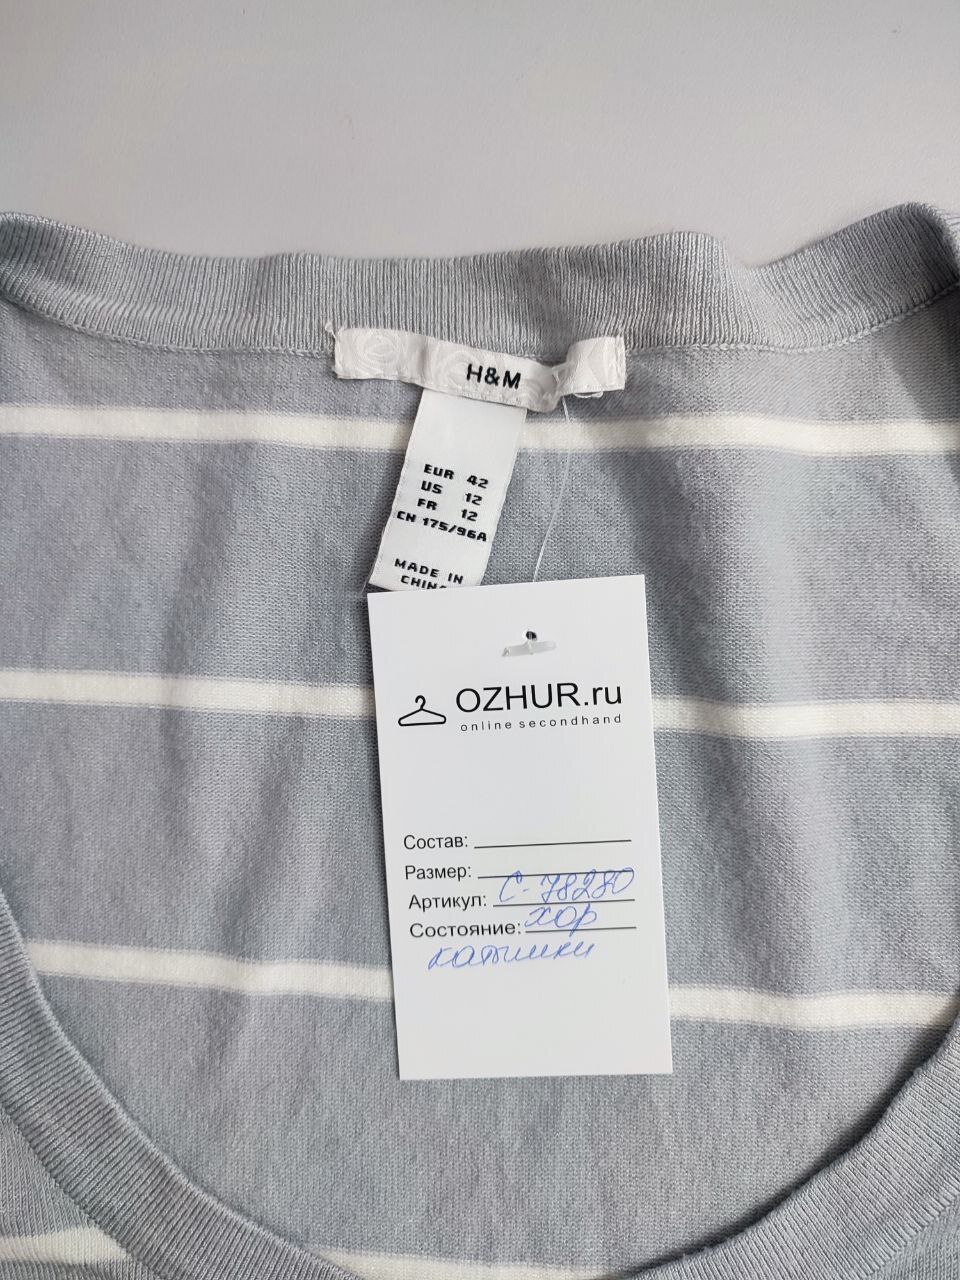 H&M
EUR 42
US 12
FR 12
CN 175/96A
MADE IN
CHIN
OZHUR.ru
online secondhand
Состав:
Размер:
Артикул: С-78280
Состояние: хор
катышки